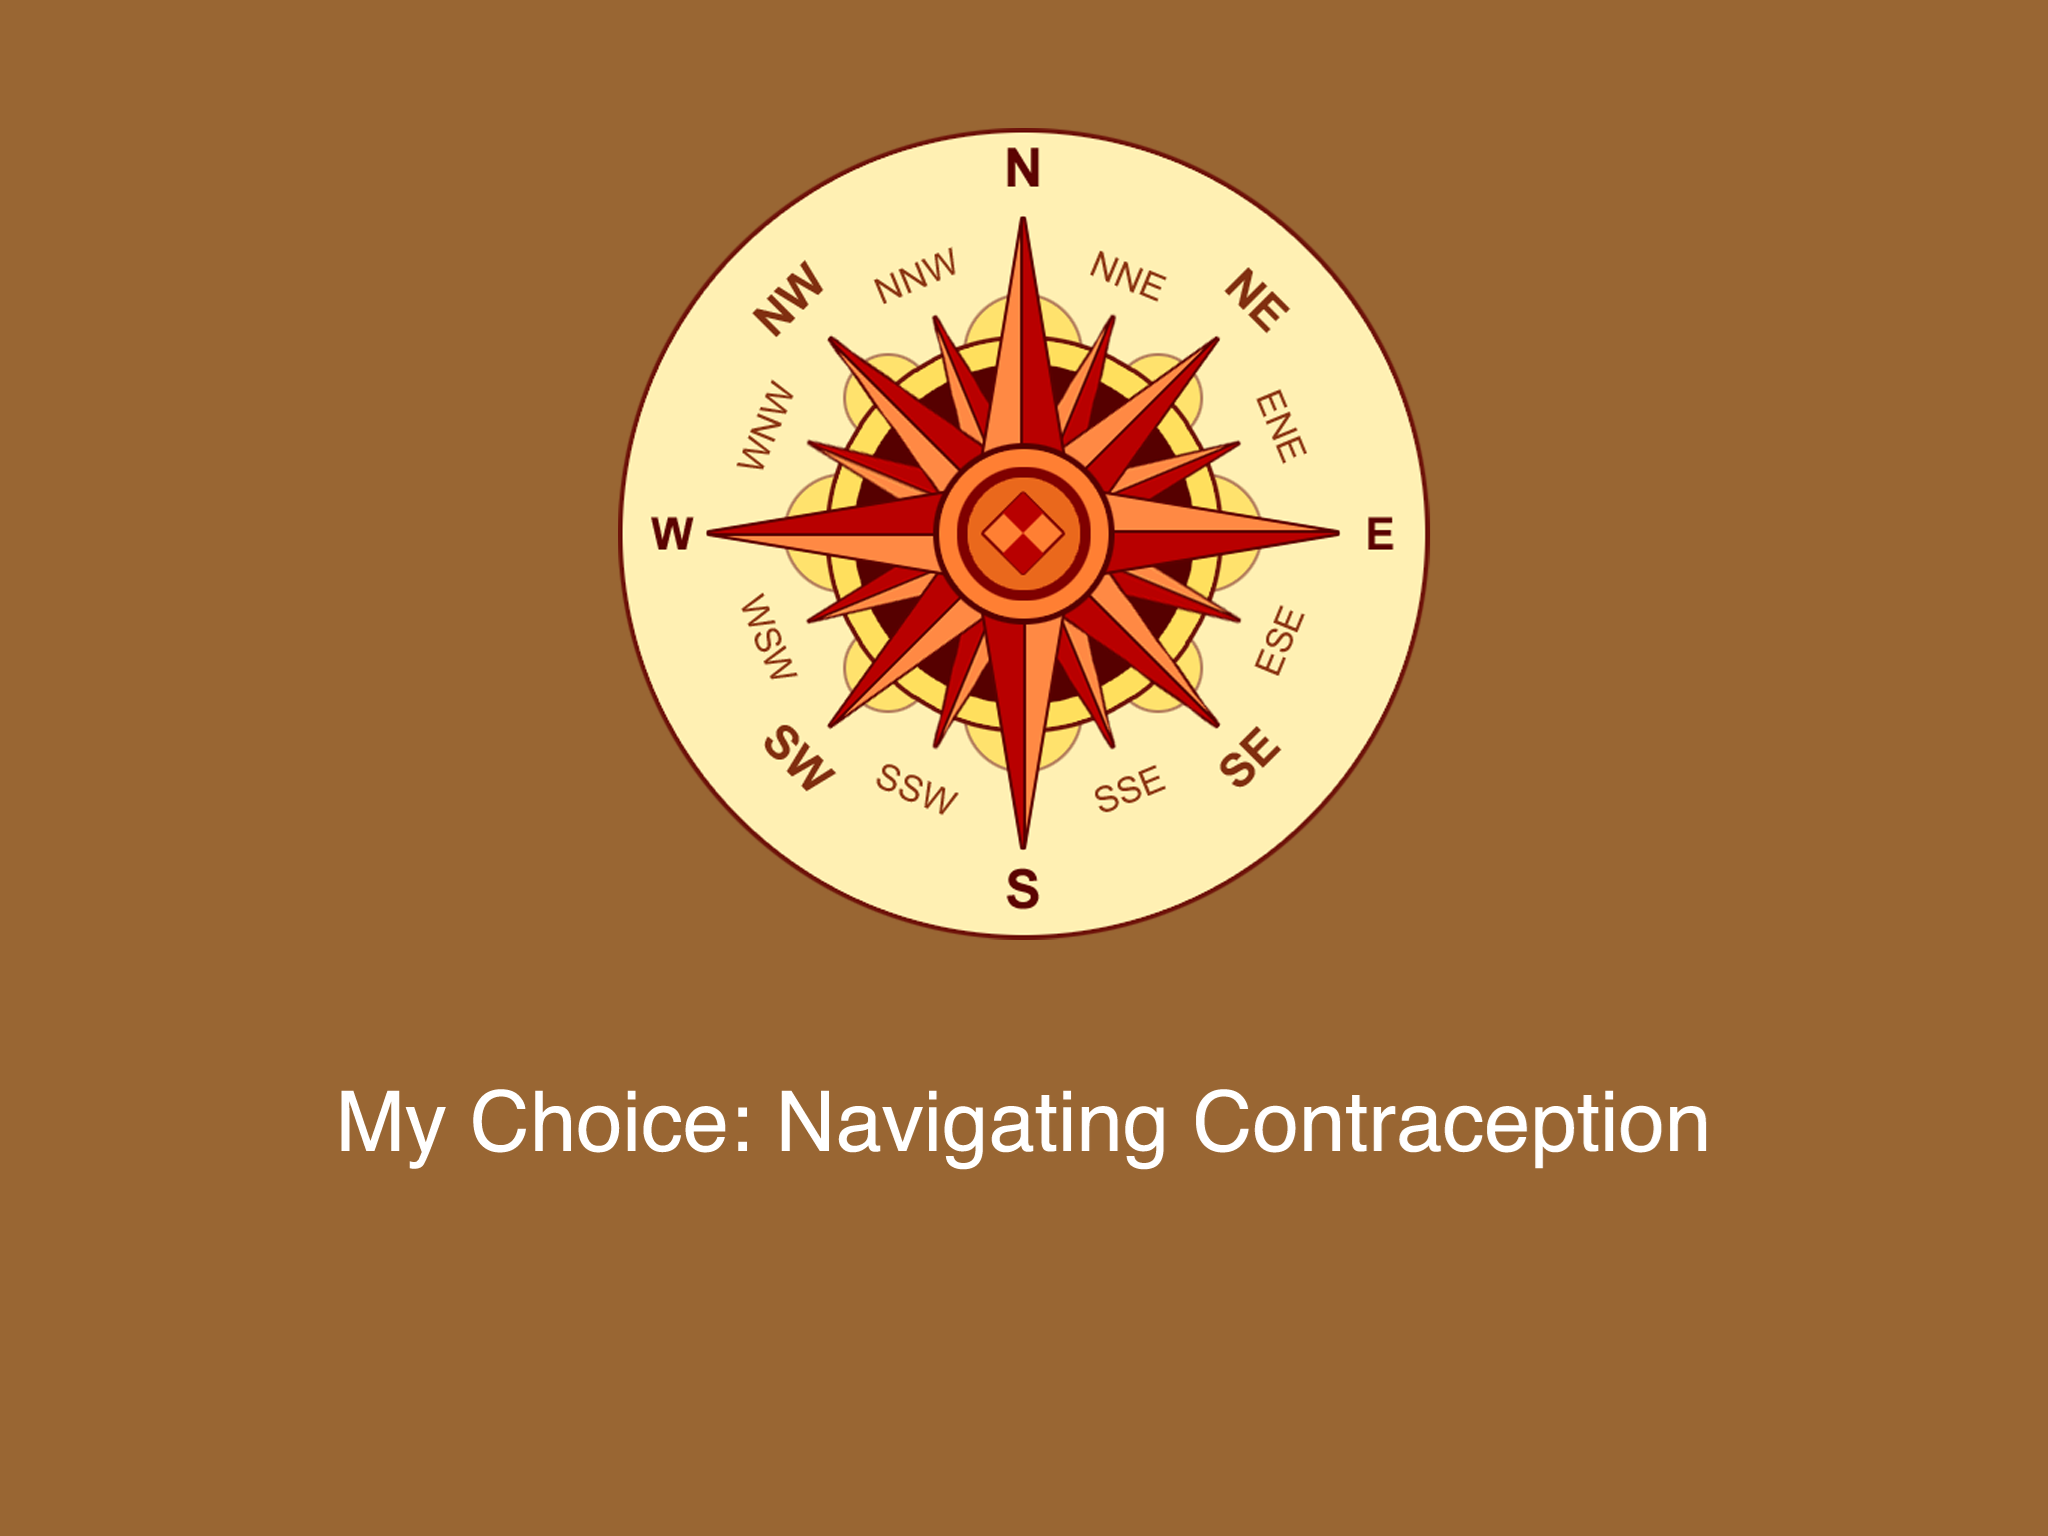 N
NNW
NNE
NW
NE
WNW
ENE
W
E
WSW
ESE
SW
SE
SSW
SSE
S
My Choice: Navigating Contraception